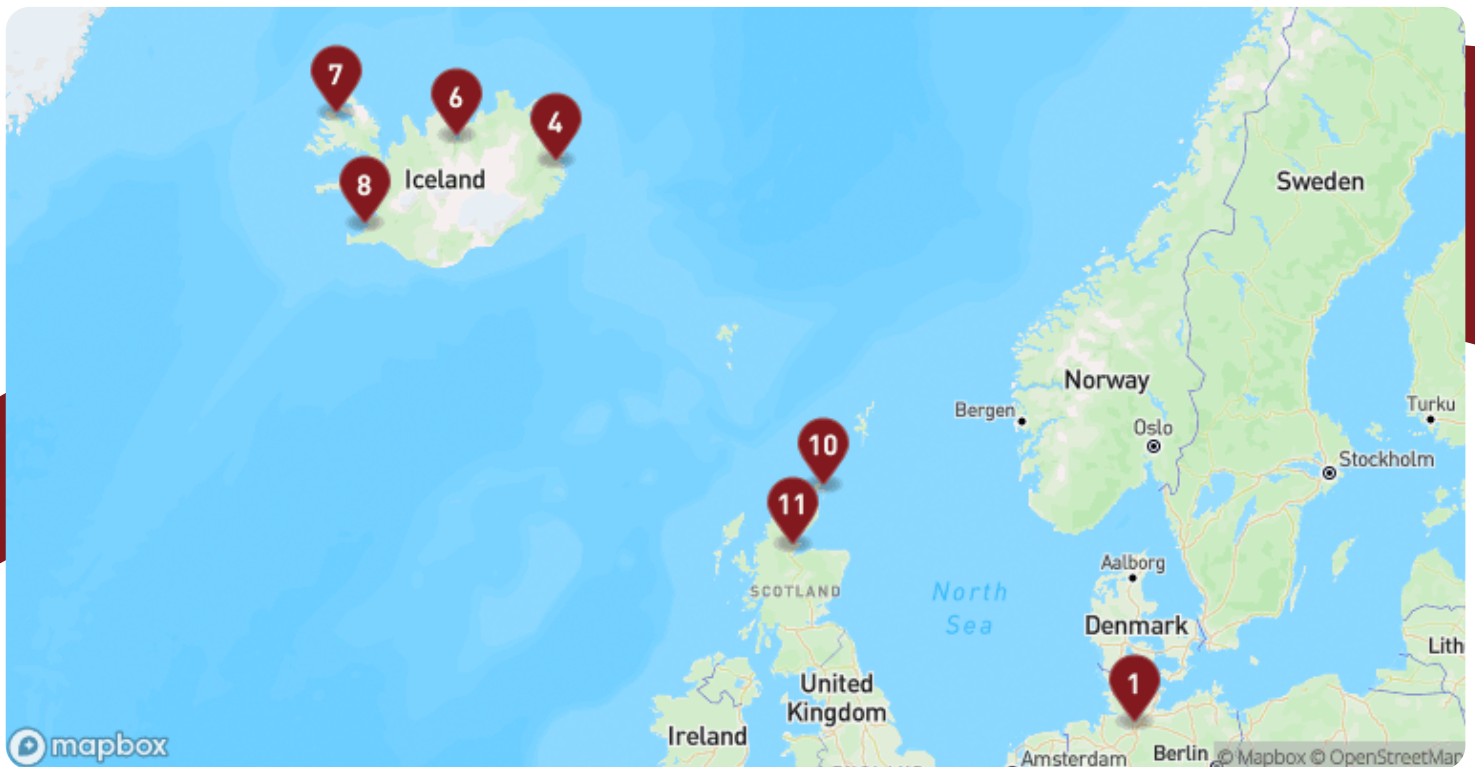 7
6
4
8
Iceland
Sweden
Norway
Bergen
Oslo
Turku
Stockholm
10
11
SCOTLAND
North
Sea
Aalborg
Denmark
Lith
1
United
Kingdom
Ireland
Amsterdam
Berlin
mapbox
© Mapbox © OpenStreetMap